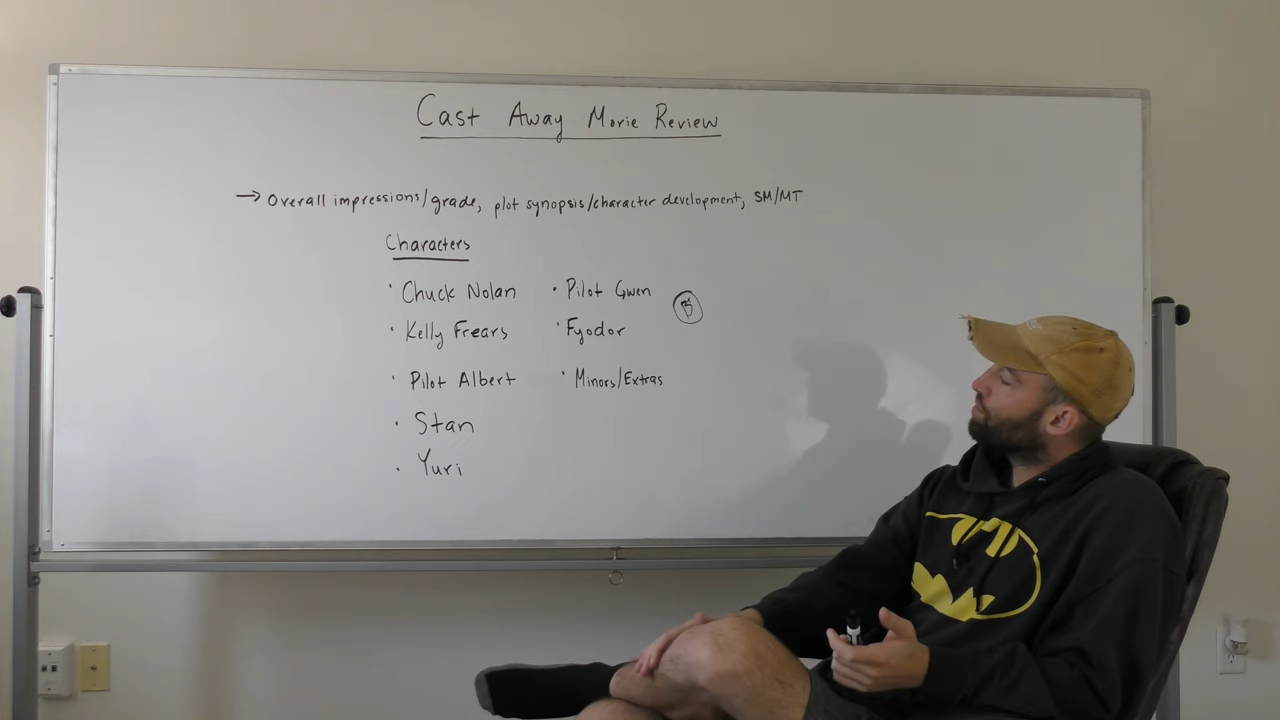 Cast Away Movie Review
→ Overall impressions/grade, plot synopsis/character development, SM/MT
Characters
· Chuck Nolan
· Kelly Frears
· Pilot Albert
· Stan
· Yuri
· Pilot Gwen
· Fyodor
· Minors/Extras
B